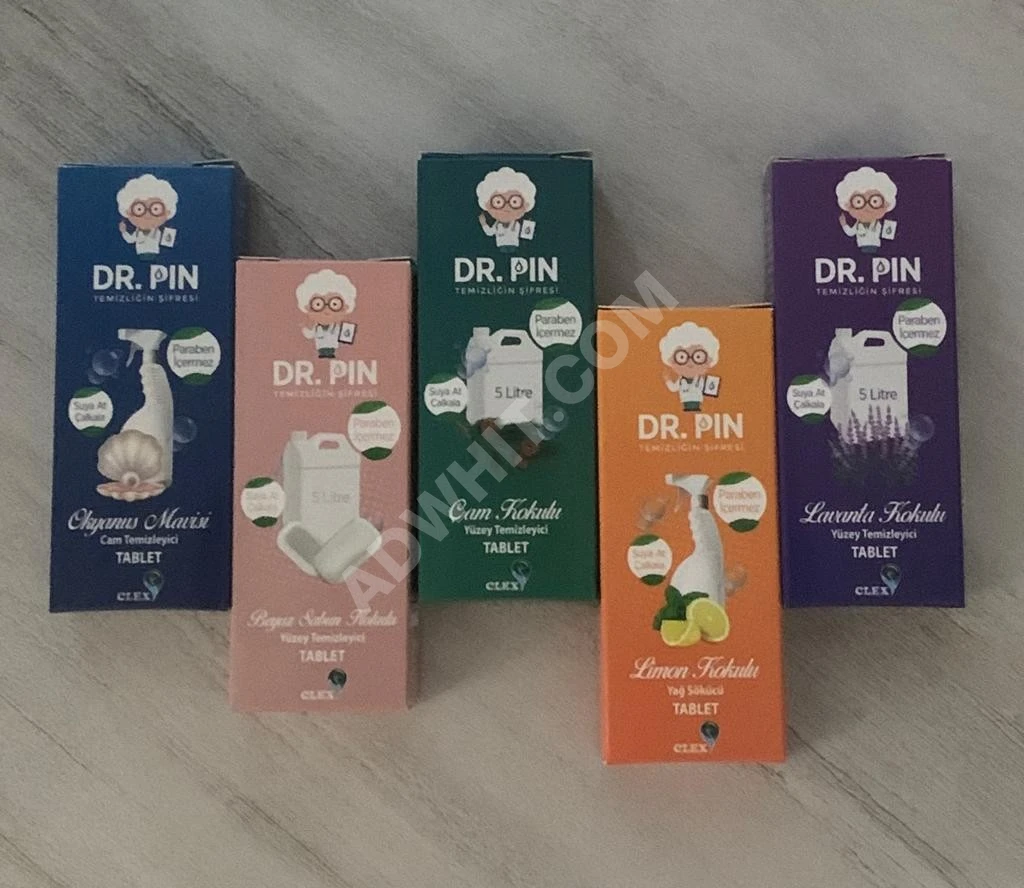 DR. PIN
TEMİZLİĞİN ŞİFRESİ
Paraben
İçermez
Suya At
Çalkala
Okyanus Mavisi
Cam Temizleyici
TABLET
CLEX
DR. PIN
TEMİZLİĞİN ŞİFRESİ
Paraben
İçermez
Suya At
Çalkala
5 Litre
Beyaz Sabun Kokulu
Yüzey Temizleyici
TABLET
CLEX
DR. PIN
TEMİZLİĞİN ŞİFRESİ
Paraben
İçermez
Suya At
Çalkala
5 Litre
Çam Kokulu
Yüzey Temizleyici
TABLET
CLEX
DR. PIN
TEMİZLİĞİN ŞİFRESİ
Paraben
İçermez
Suya At
Çalkala
Limon Kokulu
Yağ Sökücü
TABLET
CLEX
DR. PIN
TEMİZLİĞİN ŞİFRESİ
Paraben
İçermez
Suya At
Çalkala
5 Litre
Lavanta Kokulu
Yüzey Temizleyici
TABLET
CLEX